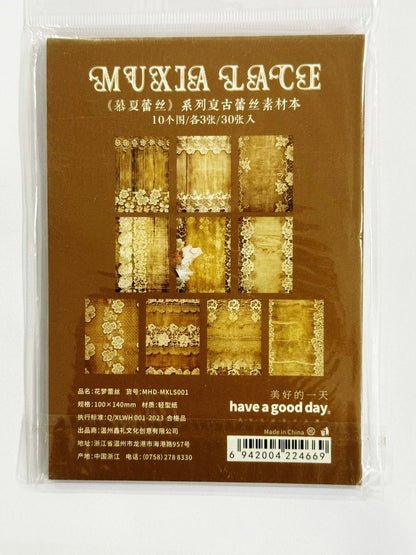 MUXIA LACE
《慕夏蕾丝》系列复古蕾丝素材本
10个图/各3张/30张入
品名:花梦蕾丝 货号:MHD-MXLS001
规格:100×140mm 材质:轻型纸
执行标准:Q/XLWH 001-2023 合格品
出品商:温州鑫礼文化创意有限公司
地址:浙江省温州市龙港市海港路957号
产地:中国浙江 电话:(0758)278 8330
美好的一天
have a good day.
Made in China
6 942004 224669